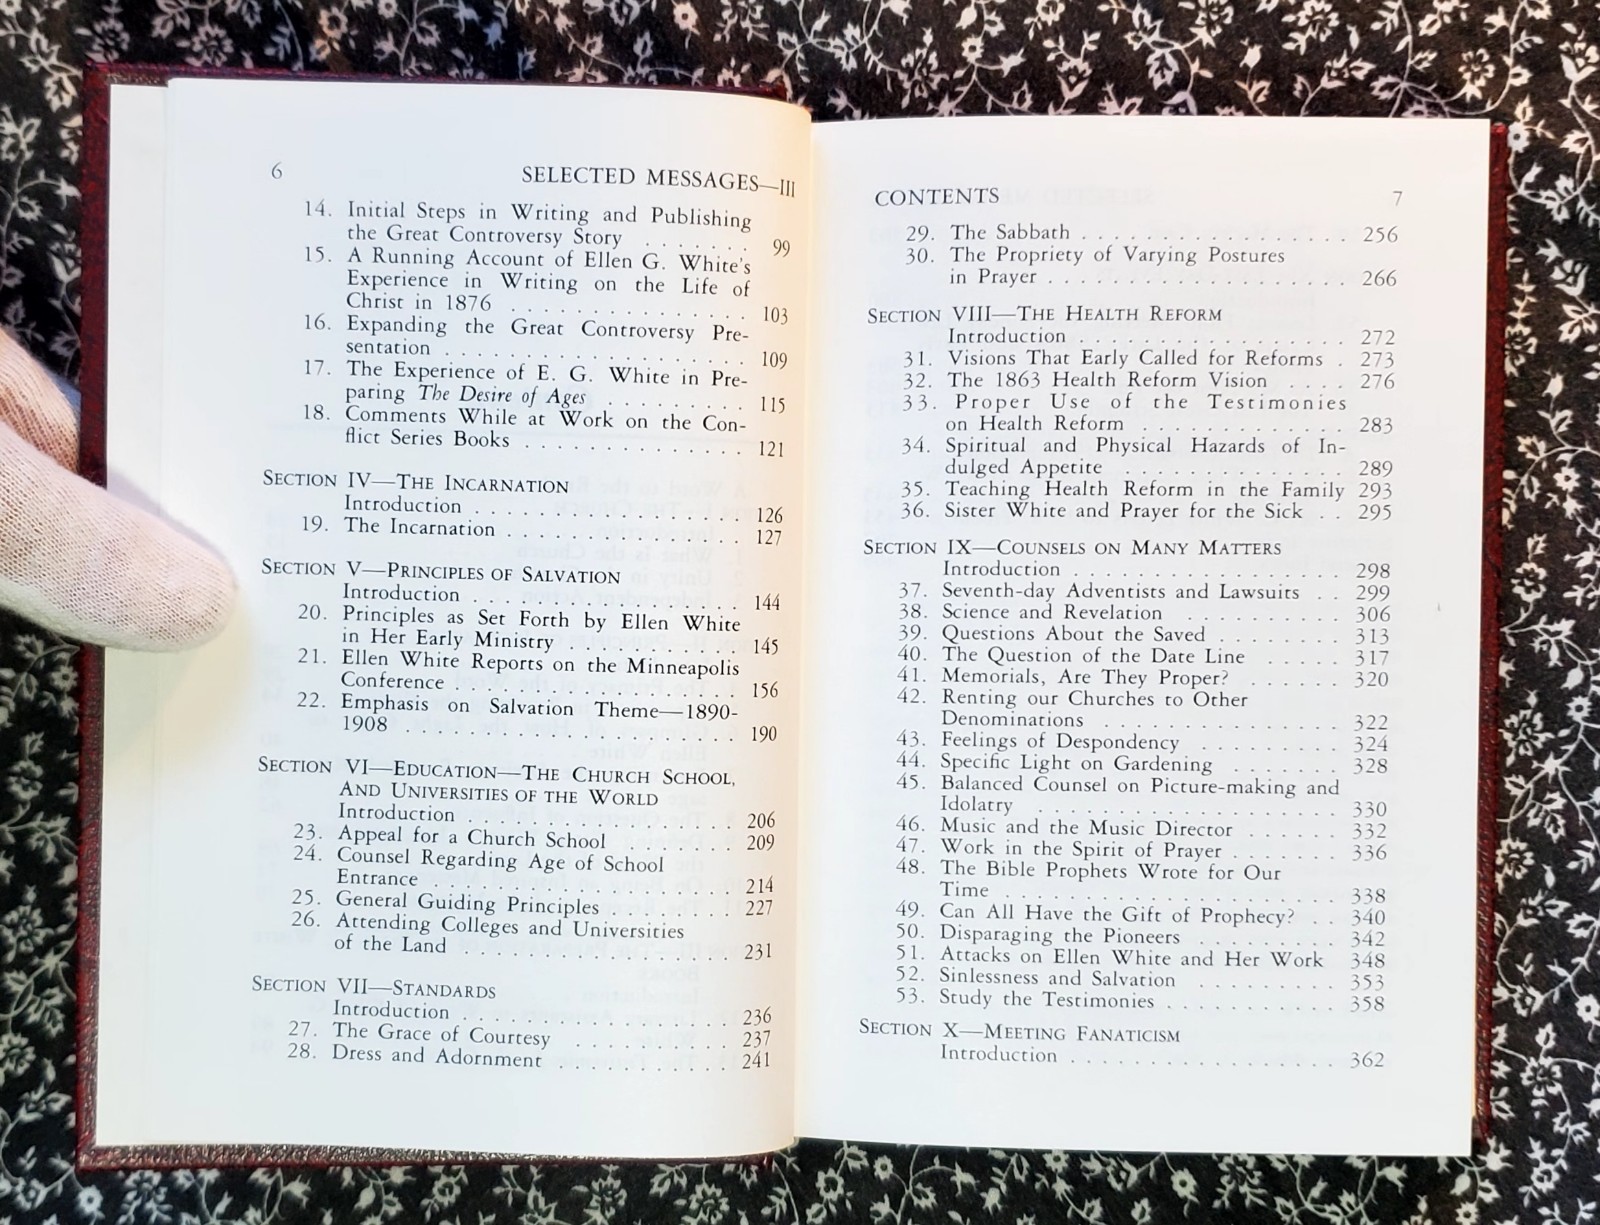 6 SELECTED MESSAGES—III
14. Initial Steps in Writing and Publishing
the Great Controversy Story . . . . . . . 99
15. A Running Account of Ellen G. White's
Experience in Writing on the Life of
Christ in 1876 . . . . . . . . . . . . . . . 103
16. Expanding the Great Controversy Pre-
sentation . . . . . . . . . . . . . . . . . . . 109
17. The Experience of E. G. White in Pre-
paring The Desire of Ages . . . . . . . . . 115
18. Comments While at Work on the Con-
flict Series Books . . . . . . . . . . . . . 121
SECTION IV—THE INCARNATION
Introduction . . . . . . . . . . . . . . . . . 126
19. The Incarnation . . . . . . . . . . . . . . . 127
SECTION V—PRINCIPLES OF SALVATION
Introduction . . . . . . . . . . . . . . . . . 144
20. Principles as Set Forth by Ellen White
in Her Early Ministry . . . . . . . . . . . 145
21. Ellen White Reports on the Minneapolis
Conference . . . . . . . . . . . . . . . . . . 156
22. Emphasis on Salvation Theme—1890-
1908 . . . . . . . . . . . . . . . . . . . . . 190
SECTION VI—EDUCATION—THE CHURCH SCHOOL,
AND UNIVERSITIES OF THE WORLD
Introduction . . . . . . . . . . . . . . . . . 206
23. Appeal for a Church School . . . . . . . . 209
24. Counsel Regarding Age of School
Entrance . . . . . . . . . . . . . . . . . . . 214
25. General Guiding Principles . . . . . . . . 227
26. Attending Colleges and Universities
of the Land . . . . . . . . . . . . . . . . . 231
SECTION VII—STANDARDS
Introduction . . . . . . . . . . . . . . . . . 236
27. The Grace of Courtesy . . . . . . . . . . 237
28. Dress and Adornment . . . . . . . . . . . 241
CONTENTS 7
29. The Sabbath . . . . . . . . . . . . . . . . . 256
30. The Propriety of Varying Postures
in Prayer . . . . . . . . . . . . . . . . . . . 266
SECTION VIII—THE HEALTH REFORM
Introduction . . . . . . . . . . . . . . . . . 272
31. Visions That Early Called for Reforms . 273
32. The 1863 Health Reform Vision . . . . 276
33. Proper Use of the Testimonies
on Health Reform . . . . . . . . . . . . . 283
34. Spiritual and Physical Hazards of In-
dulged Appetite . . . . . . . . . . . . . . 289
35. Teaching Health Reform in the Family 293
36. Sister White and Prayer for the Sick . . 295
SECTION IX—COUNSELS ON MANY MATTERS
Introduction . . . . . . . . . . . . . . . . . 298
37. Seventh-day Adventists and Lawsuits . . 299
38. Science and Revelation . . . . . . . . . . 306
39. Questions About the Saved . . . . . . . . 313
40. The Question of the Date Line . . . . . 317
41. Memorials, Are They Proper? . . . . . . 320
42. Renting our Churches to Other
Denominations . . . . . . . . . . . . . . . 322
43. Feelings of Despondency . . . . . . . . . 324
44. Specific Light on Gardening . . . . . . . 328
45. Balanced Counsel on Picture-making and
Idolatry . . . . . . . . . . . . . . . . . . . 330
46. Music and the Music Director . . . . . . 332
47. Work in the Spirit of Prayer . . . . . . . 336
48. The Bible Prophets Wrote for Our
Time . . . . . . . . . . . . . . . . . . . . . 338
49. Can All Have the Gift of Prophecy? . . 340
50. Disparaging the Pioneers . . . . . . . . . 342
51. Attacks on Ellen White and Her Work 348
52. Sinlessness and Salvation . . . . . . . . . 353
53. Study the Testimonies . . . . . . . . . . . 358
SECTION X—MEETING FANATICISM
Introduction . . . . . . . . . . . . . . . . . 362